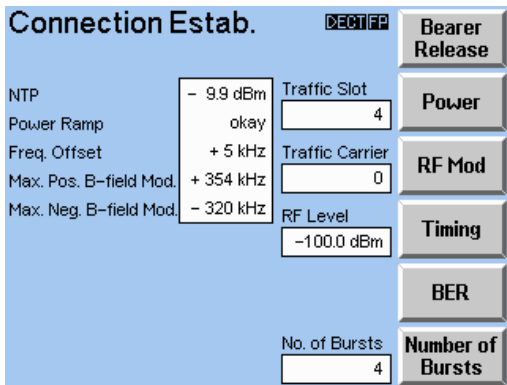 Connection Estab.
DECT FP
NTP
– 9.9 dBm
Power Ramp
okay
Freq. Offset
+ 5 kHz
Max. Pos. B–field Mod.
+ 354 kHz
Max. Neg. B–field Mod.
– 320 kHz
Traffic Slot
4
Traffic Carrier
0
RF Level
–100.0 dBm
No. of Bursts
4
Bearer
Release
Power
RF Mod
Timing
BER
Number of
Bursts